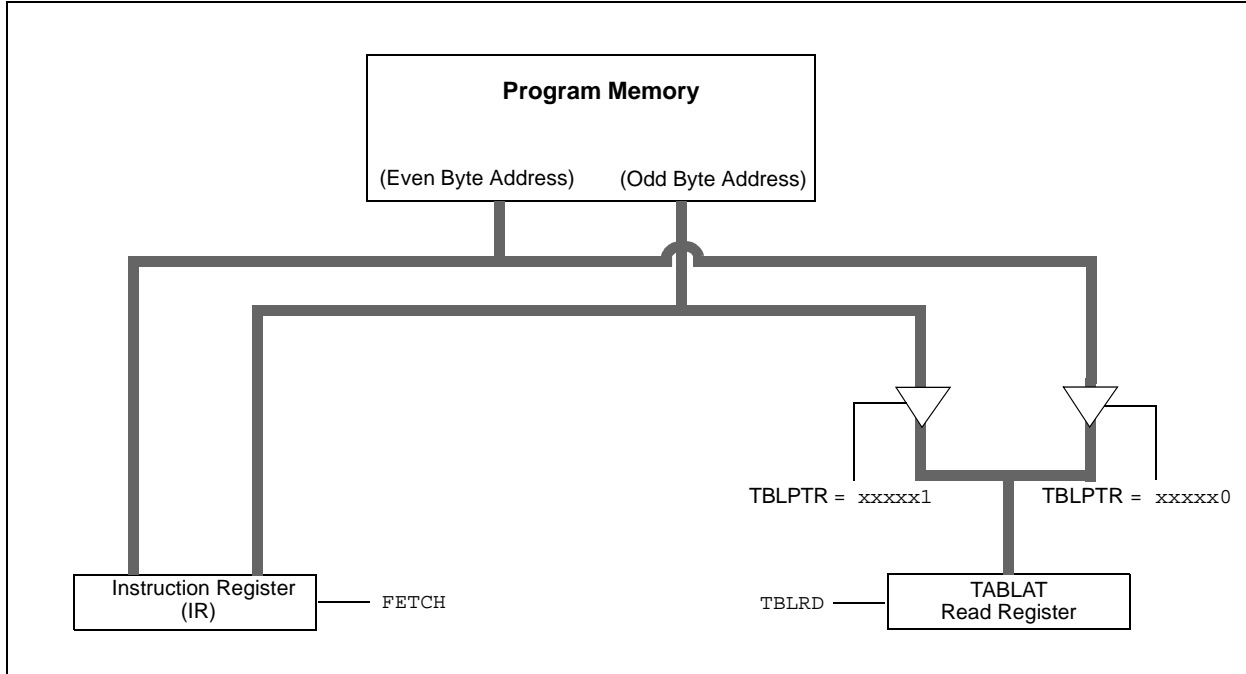 Program Memory
(Even Byte Address) (Odd Byte Address)
TBLPTR = xxxxx1 TBLPTR = xxxxx0
Instruction Register
(IR)
FETCH
TBLRD
TABLAT
Read Register